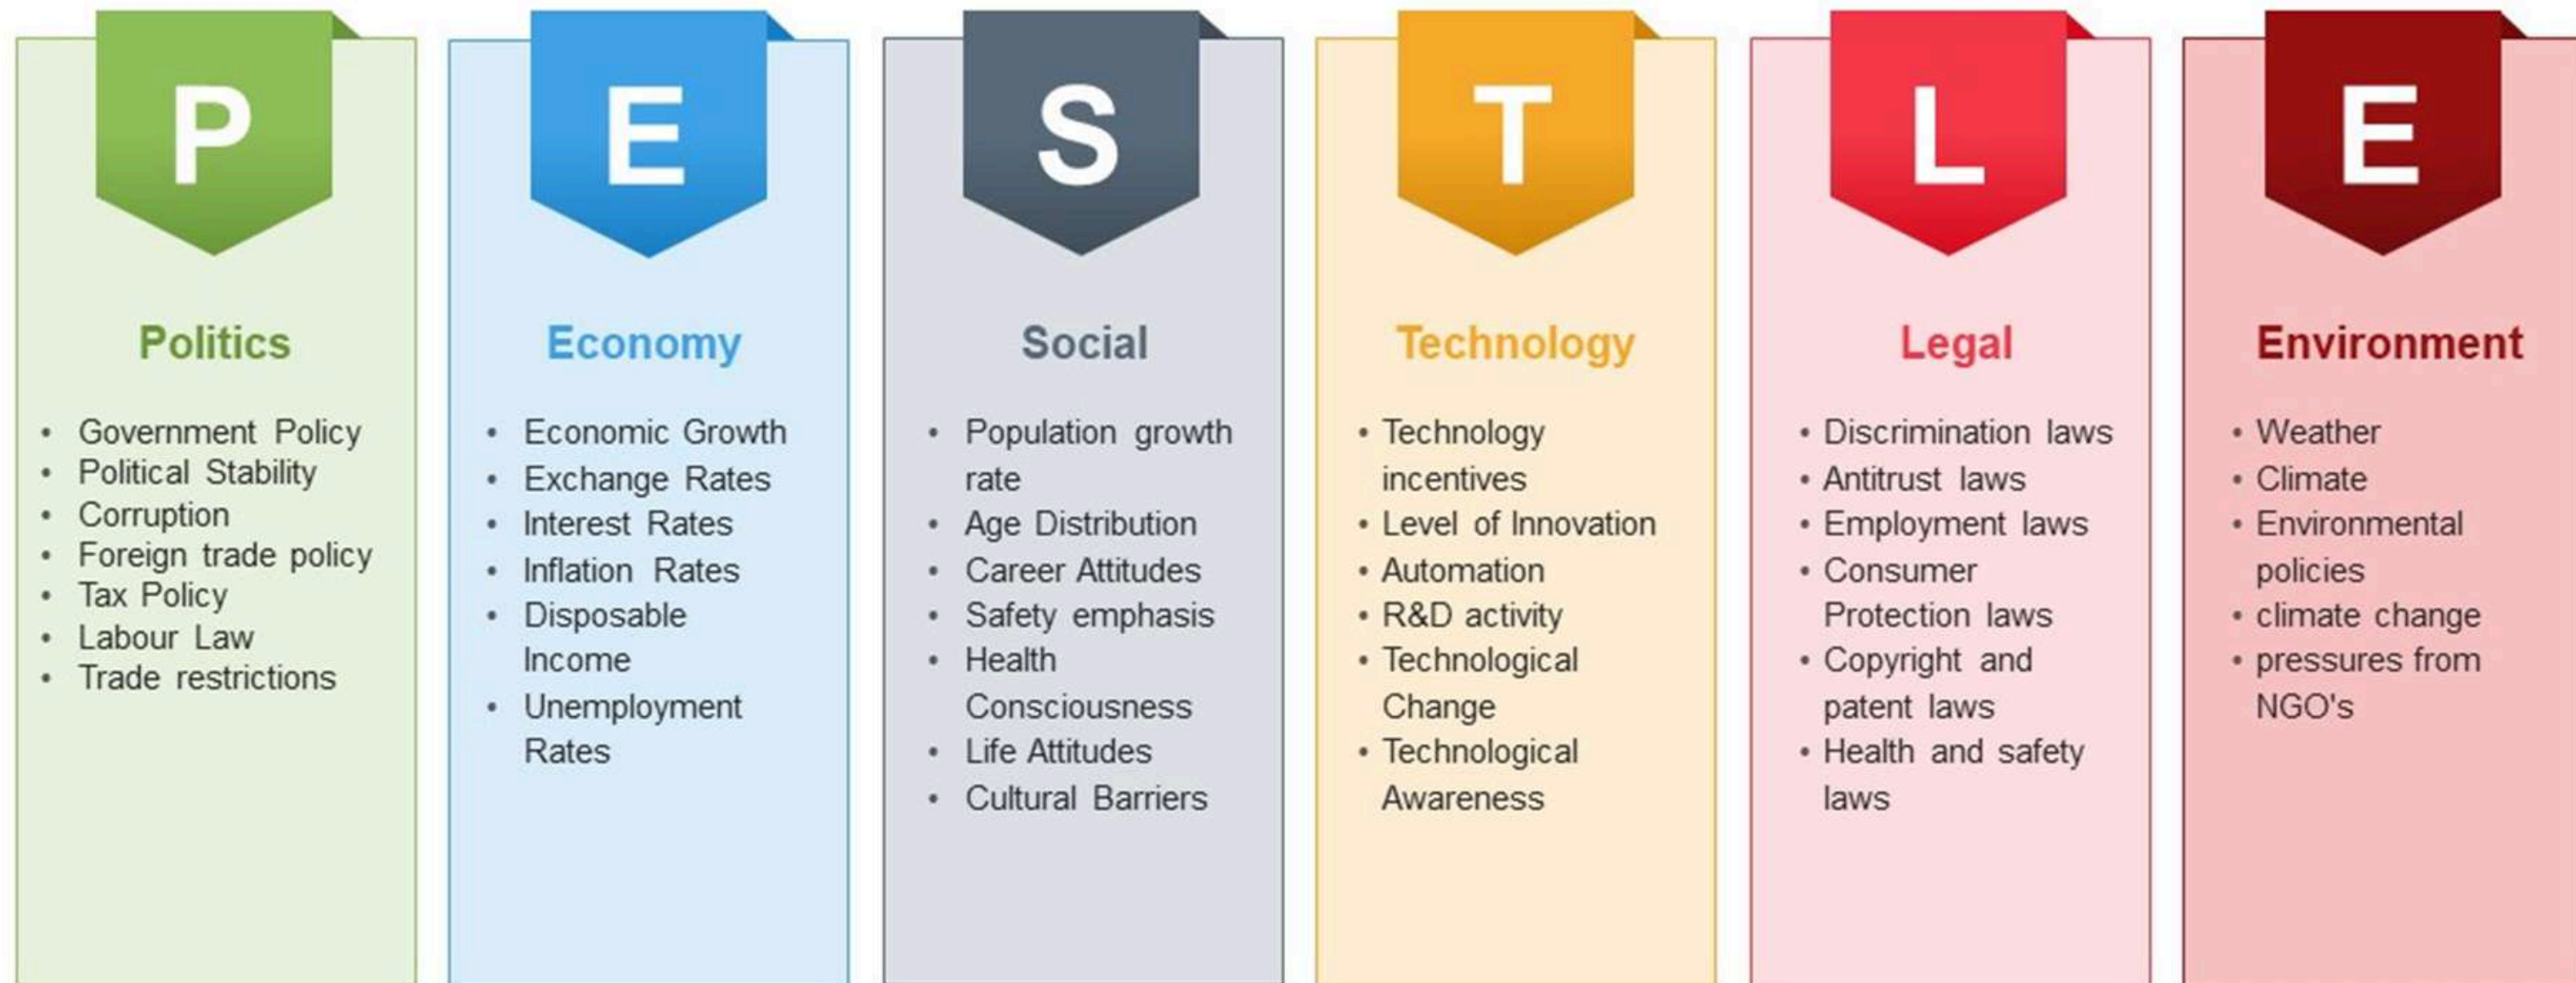 P
Politics
• Government Policy
• Political Stability
• Corruption
• Foreign trade policy
• Tax Policy
• Labour Law
• Trade restrictions
E
Economy
• Economic Growth
• Exchange Rates
• Interest Rates
• Inflation Rates
• Disposable
Income
• Unemployment
Rates
S
Social
• Population growth
rate
• Age Distribution
• Career Attitudes
• Safety emphasis
• Health
Consciousness
• Life Attitudes
• Cultural Barriers
T
Technology
• Technology
incentives
• Level of Innovation
• Automation
• R&D activity
• Technological
Change
• Technological
Awareness
L
Legal
• Discrimination laws
• Antitrust laws
• Employment laws
• Consumer
Protection laws
• Copyright and
patent laws
• Health and safety
laws
E
Environment
• Weather
• Climate
• Environmental
policies
• climate change
• pressures from
NGO's